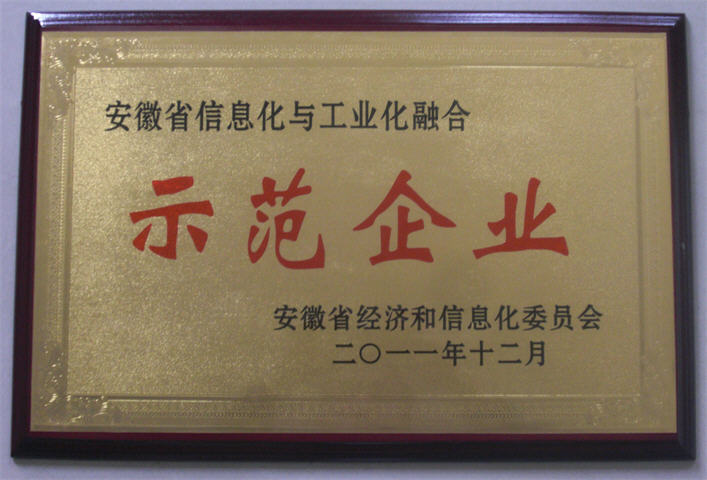 安徽省信息化与工业化融合
示范企业
安徽省经济和信息化委员会
二〇一一年十二月